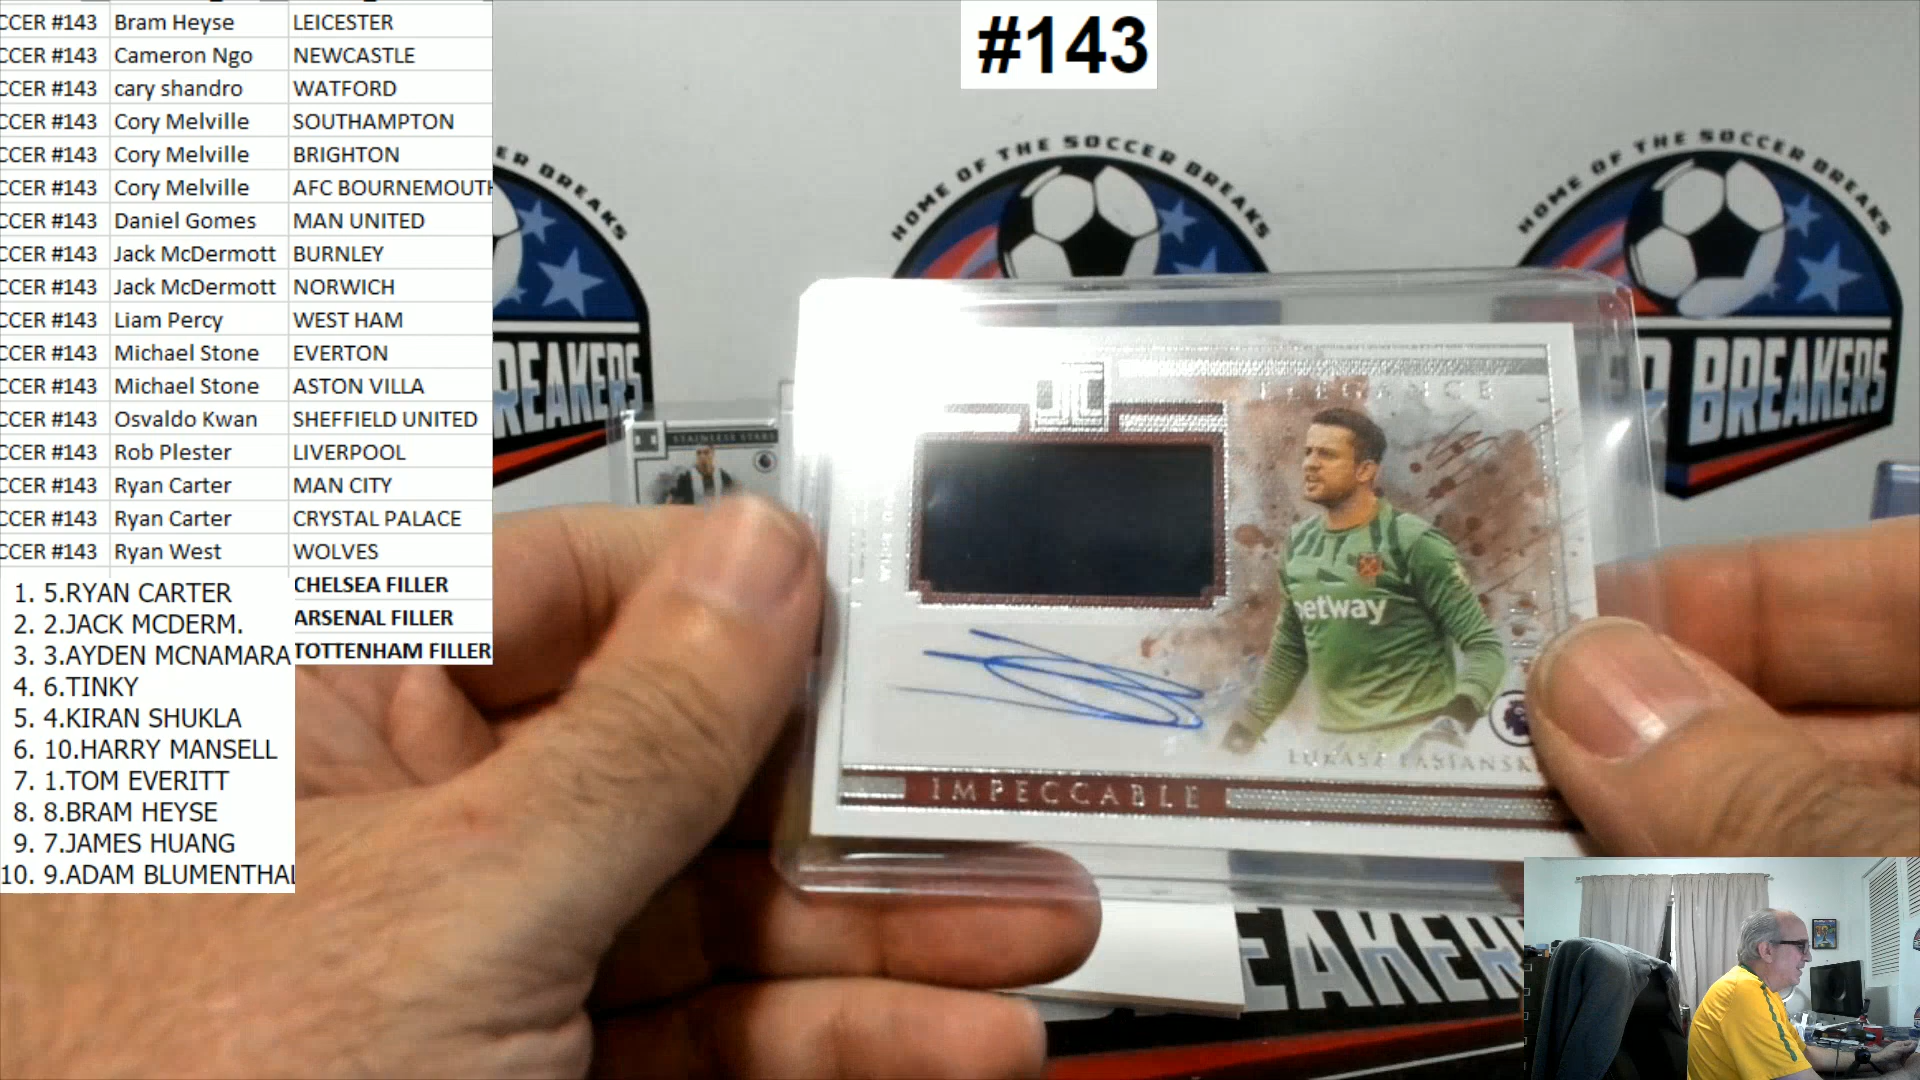 #143
CCER #143 Bram Heyse LEICESTER
CCER #143 Cameron Ngo NEWCASTLE
CCER #143 cary shandro WATFORD
CCER #143 Cory Melville SOUTHAMPTON
CCER #143 Cory Melville BRIGHTON
CCER #143 Cory Melville AFC BOURNEMOUTH
CCER #143 Daniel Gomes MAN UNITED
CCER #143 Jack McDermott BURNLEY
CCER #143 Jack McDermott NORWICH
CCER #143 Liam Percy WEST HAM
CCER #143 Michael Stone EVERTON
CCER #143 Michael Stone ASTON VILLA
CCER #143 Osvaldo Kwan SHEFFIELD UNITED
CCER #143 Rob Plester LIVERPOOL
CCER #143 Ryan Carter MAN CITY
CCER #143 Ryan Carter CRYSTAL PALACE
CCER #143 Ryan West WOLVES
CHELSEA FILLER
ARSENAL FILLER
TOTTENHAM FILLER
1. 5.RYAN CARTER
2. 2.JACK MCDERM.
3. 3.AYDEN MCNAMARA
4. 6.TINKY
5. 4.KIRAN SHUKLA
6. 10.HARRY MANSELL
7. 1.TOM EVERITT
8. 8.BRAM HEYSE
9. 7.JAMES HUANG
10. 9.ADAM BLUMENTHAL
ER BREAKS
REAKERS
HOME OF THE SOCCER BREAKS
HOME OF THE SOCCER BREAKS
ER BREAKERS
STAINLESS STARS
ELEGANCE
betway
LUKASZ FABIANSK
IMPECCABLE
EAKER